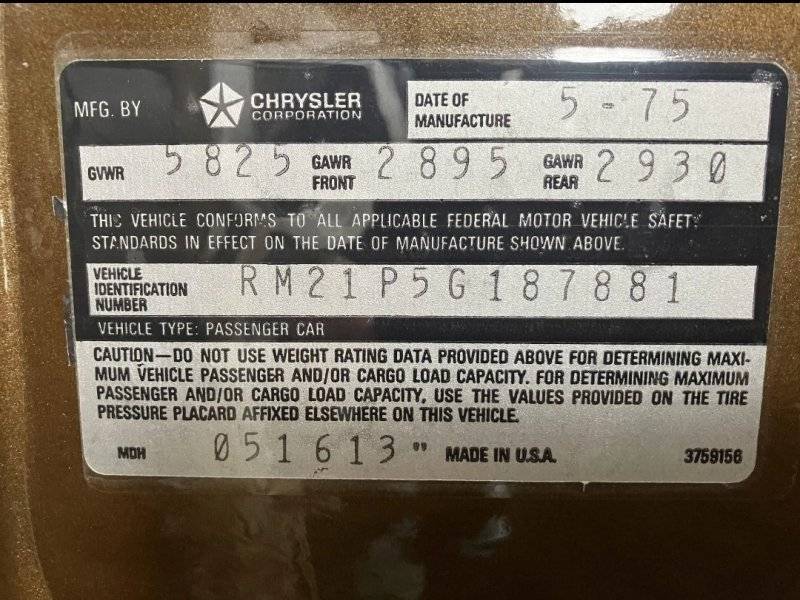 MFG. BY CHRYSLER CORPORATION DATE OF MANUFACTURE 5-75
GVWR 5825 GAWR FRONT 2895 GAWR REAR 2930
THIS VEHICLE CONFORMS TO ALL APPLICABLE FEDERAL MOTOR VEHICLE SAFETY
STANDARDS IN EFFECT ON THE DATE OF MANUFACTURE SHOWN ABOVE.
VEHICLE IDENTIFICATION NUMBER RM21P5G187881
VEHICLE TYPE: PASSENGER CAR
CAUTION—DO NOT USE WEIGHT RATING DATA PROVIDED ABOVE FOR DETERMINING MAXI-
MUM VEHICLE PASSENGER AND/OR CARGO LOAD CAPACITY. FOR DETERMINING MAXIMUM
PASSENGER AND/OR CARGO LOAD CAPACITY, USE THE VALUES PROVIDED ON THE TIRE
PRESSURE PLACARD AFFIXED ELSEWHERE ON THIS VEHICLE.
MDH 051613" MADE IN U.S.A. 3759156